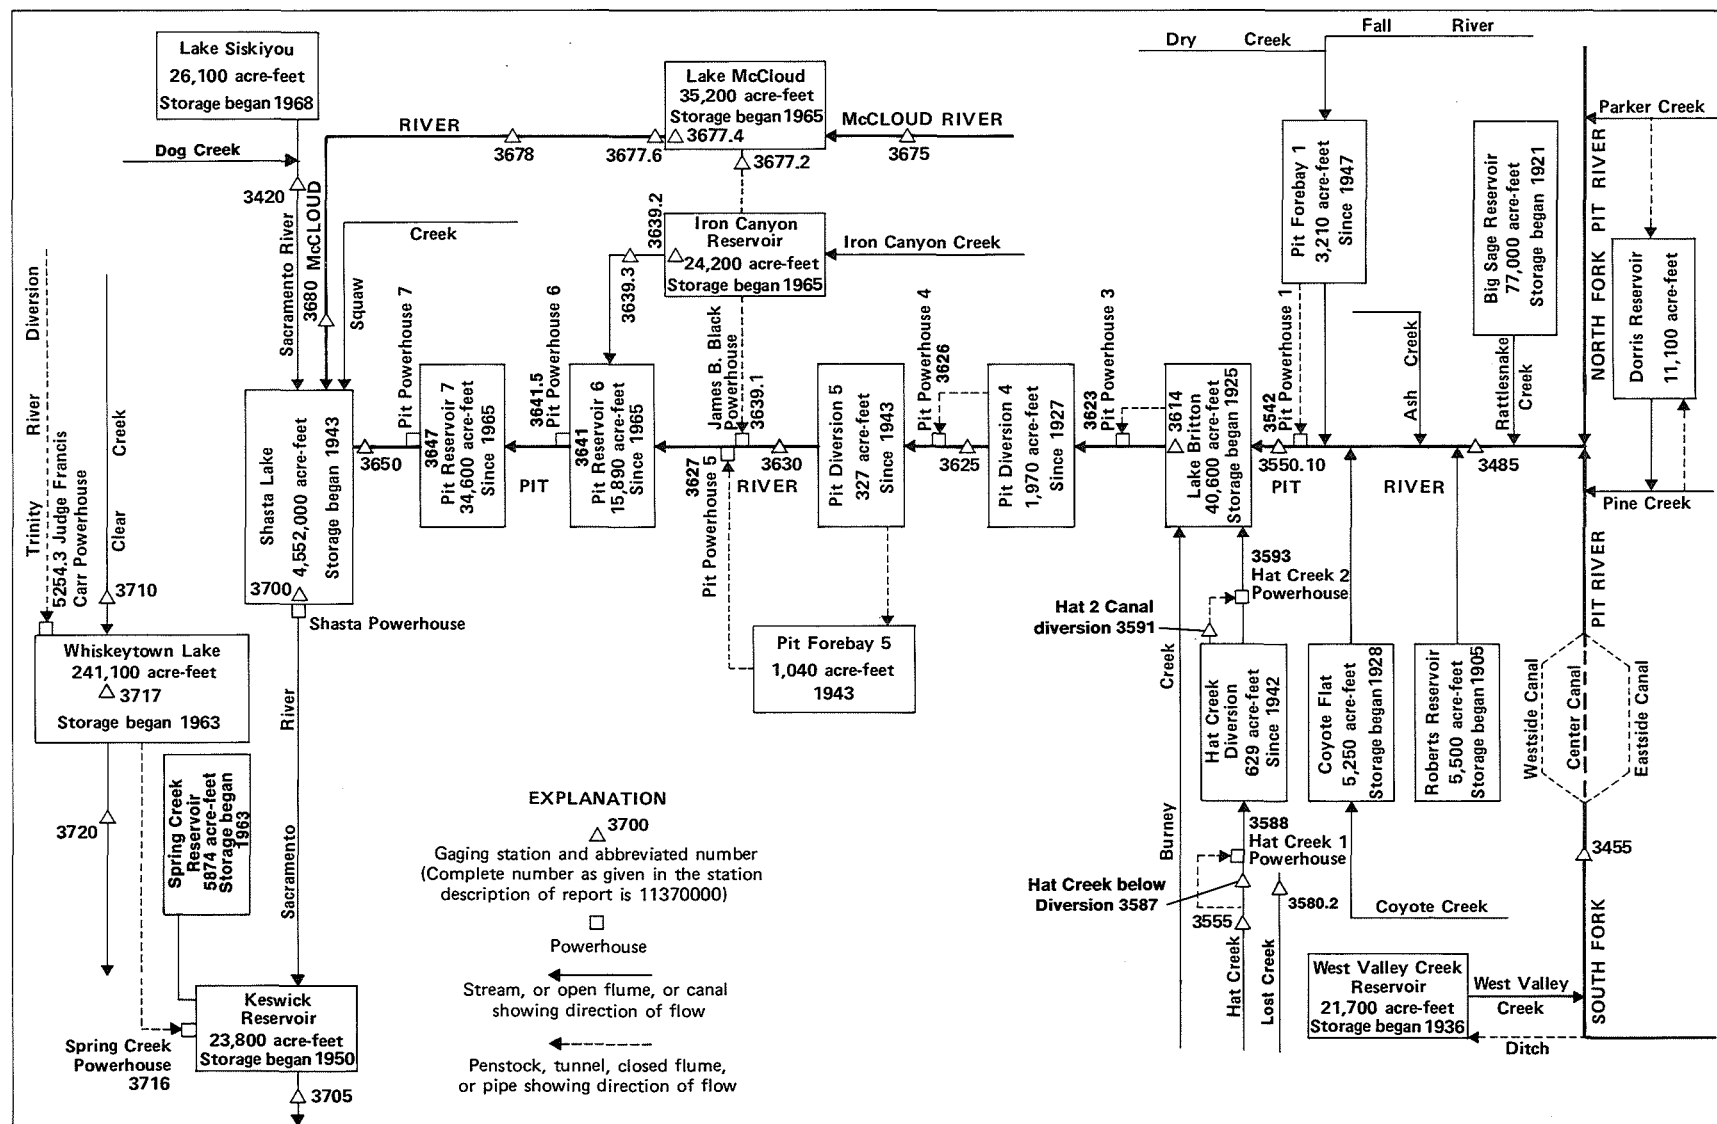 Lake Siskiyou
26,100 acre-feet
Storage began 1968
Dog Creek
3420
Sacramento River
3680 McCLOUD
RIVER
3678
3677.6
Lake McCloud
35,200 acre-feet
Storage began 1965
3677.4
McCLOUD RIVER
3675
3677.2
Iron Canyon
Reservoir
24,200 acre-feet
Storage began 1965
Iron Canyon Creek
3639.2
3639.3
Creek
Squaw
Dry Creek
Fall River
Pit Forebay 1
3,210 acre-feet
Since 1947
Big Sage Reservoir
77,000 acre-feet
Storage began 1921
Rattlesnake
Creek
Ash Creek
NORTH FORK PIT RIVER
Parker Creek
Dorris Reservoir
11,100 acre-feet
Pine Creek
Trinity River Diversion
5254.3 Judge Francis
Carr Powerhouse
Clear Creek
3710
Shasta Lake
4,552,000 acre-feet
Storage began 1943
3700
Shasta Powerhouse
3650
Pit Powerhouse 7
3647
Pit Reservoir 7
34,600 acre-feet
Since 1965
PIT
3641.5
Pit Powerhouse 6
3641
Pit Reservoir 6
15,890 acre-feet
Since 1965
James B. Black
Powerhouse
3639.1
3627
Pit Powerhouse 5
3630
RIVER
Pit Diversion 5
327 acre-feet
Since 1943
Pit Powerhouse 4
3626
3625
Pit Diversion 4
1,970 acre-feet
Since 1927
3623
Pit Powerhouse 3
3614
Lake Britton
40,600 acre-feet
Storage began 1925
3542
Pit Powerhouse 1
3550.10
PIT
RIVER
3485
Pit Forebay 5
1,040 acre-feet
1943
Whiskeytown Lake
241,100 acre-feet
3717
Storage began 1963
3720
Spring Creek
Reservoir
5874 acre-feet
Storage began
1963
Sacramento River
Keswick
Reservoir
23,800 acre-feet
Storage began 1950
Spring Creek
Powerhouse
3716
3705
EXPLANATION
3700
Gaging station and abbreviated number
(Complete number as given in the station
description of report is 11370000)
Powerhouse
Stream, or open flume, or canal
showing direction of flow
Penstock, tunnel, closed flume,
or pipe showing direction of flow
Burney Creek
3593
Hat Creek 2
Powerhouse
Hat 2 Canal
diversion 3591
Hat Creek
Diversion
629 acre-feet
Since 1942
3588
Hat Creek 1
Powerhouse
Hat Creek below
Diversion 3587
3555
Hat Creek
3580.2
Lost Creek
Coyote Flat
5,250 acre-feet
Storage began 1928
Coyote Creek
Roberts Reservoir
5,500 acre-feet
Storage began 1905
PIT RIVER
Westside Canal
Center Canal
Eastside Canal
3455
SOUTH FORK
West Valley Creek
Reservoir
21,700 acre-feet
Storage began 1936
West Valley
Creek
Ditch